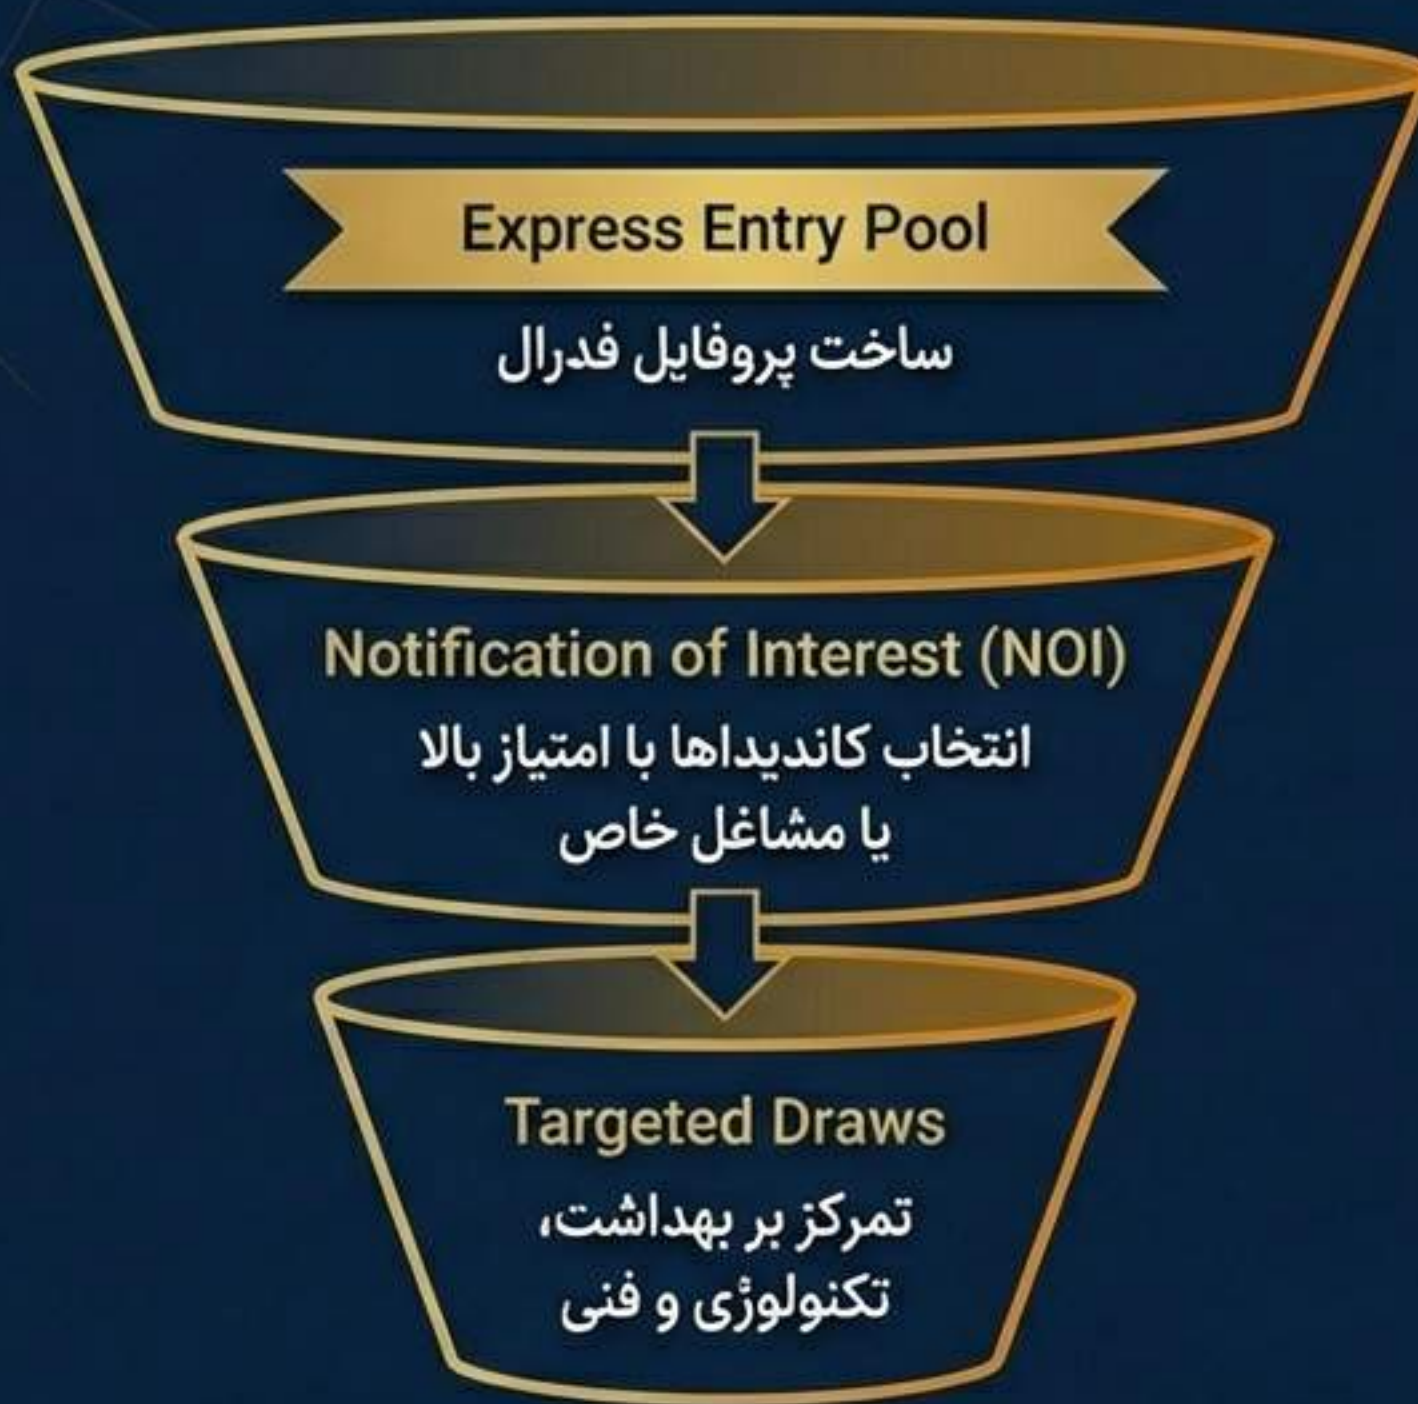 Express Entry Pool
ساخت پروفایل فدرال
Notification of Interest (NOI)
انتخاب کاندیداها با امتیاز بالا
یا مشاغل خاص
Targeted Draws
تمرکز بر بهداشت،
تکنولوژی و فنی